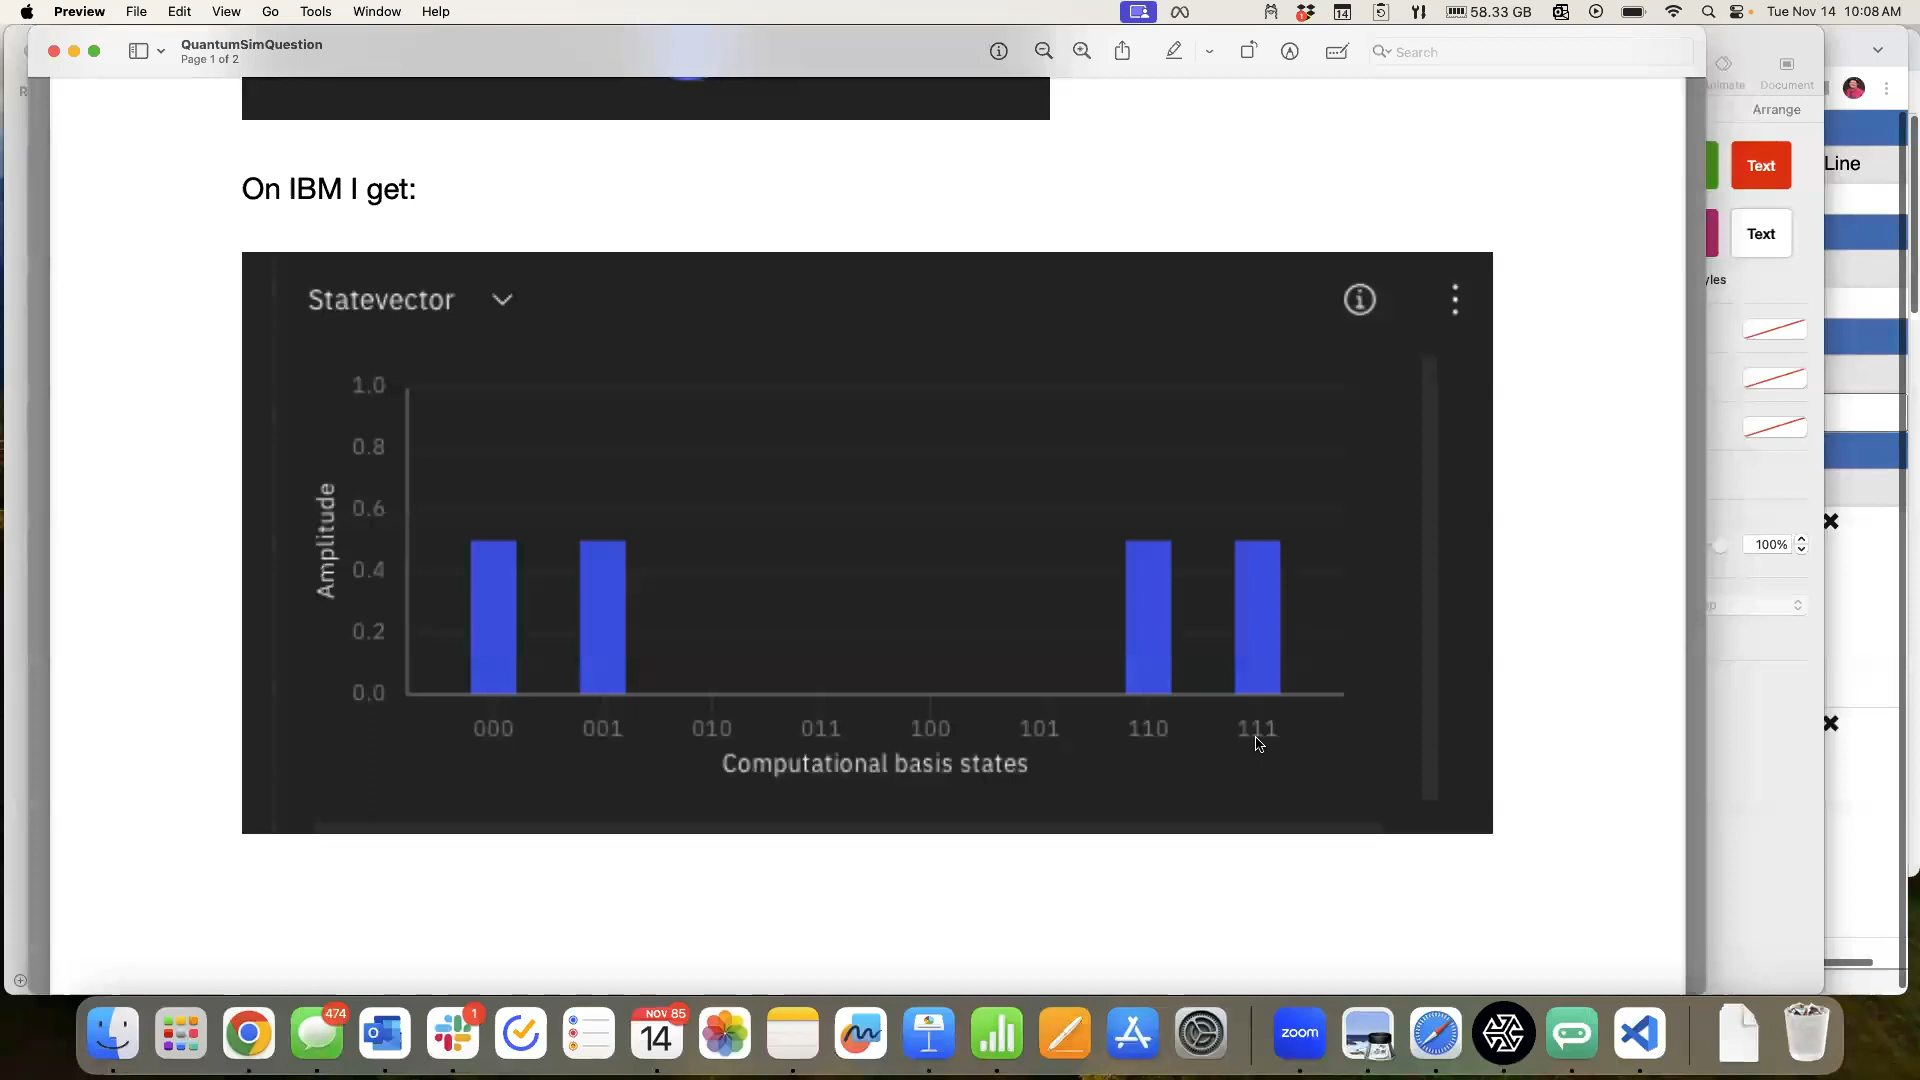 Preview File Edit View Go Tools Window Help
14 58.33 GB Tue Nov 14 10:08 AM
QuantumSimQuestion
Page 1 of 2
Search
Document
Arrange
Text
Line
Text
On IBM I get:
Statevector
1.0
0.8
0.6
0.4
0.2
0.0
Amplitude
000 001 010 011 100 101 110 111
Computational basis states
100%
474
1
NOV 85
14
zoom